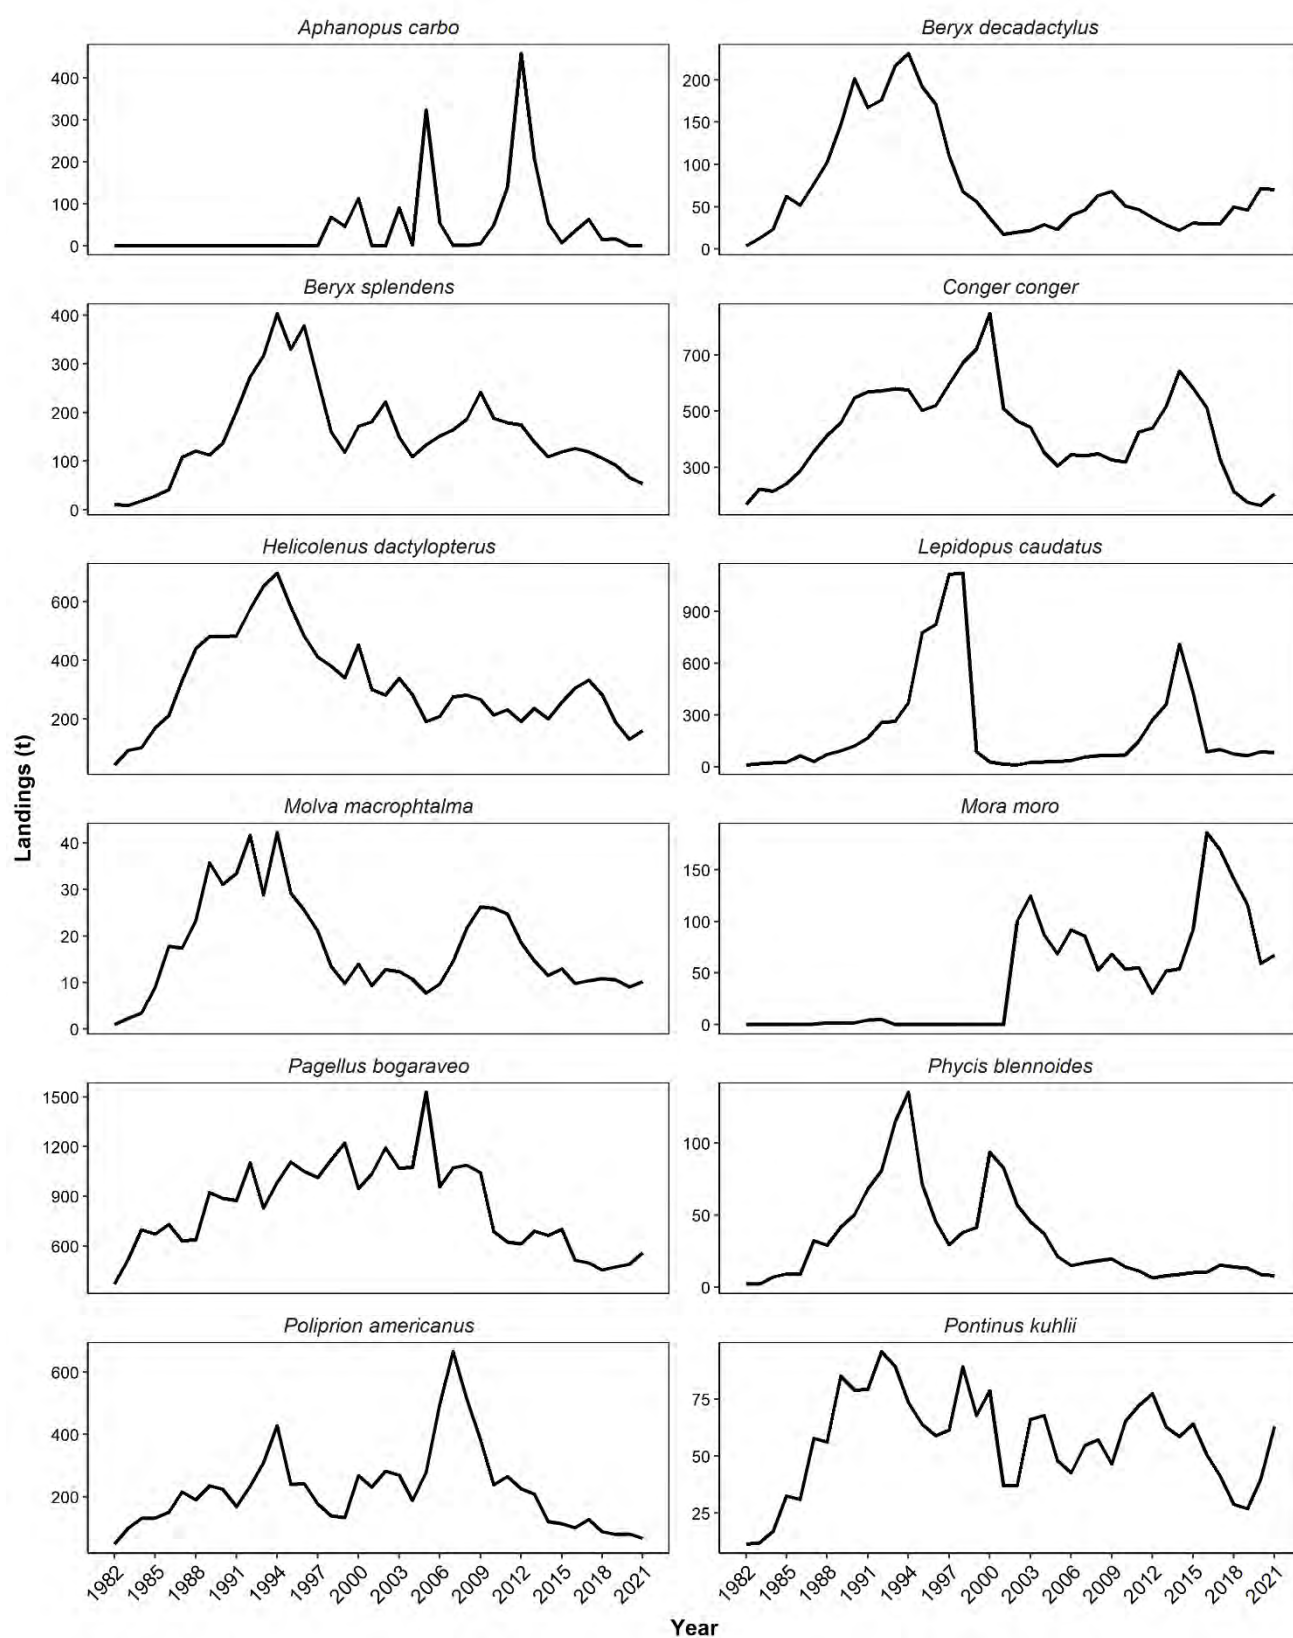 Aphanopus carbo
400
300
200
100
0
Beryx decadactylus
200
150
100
50
0
Beryx splendens
400
300
200
100
0
Conger conger
700
500
300
Helicolenus dactylopterus
600
400
200
Lepidopus caudatus
900
600
300
0
Landings (t)
Molva macrophtalma
40
30
20
10
0
Mora moro
150
100
50
0
Pagellus bogaraveo
1500
1200
900
600
Phycis blennoides
100
50
0
Poliprion americanus
600
400
200
Pontinus kuhlii
75
50
25
1982 1985 1988 1991 1994 1997 2000 2003 2006 2009 2012 2015 2018 2021
1982 1985 1988 1991 1994 1997 2000 2003 2006 2009 2012 2015 2018 2021
Year